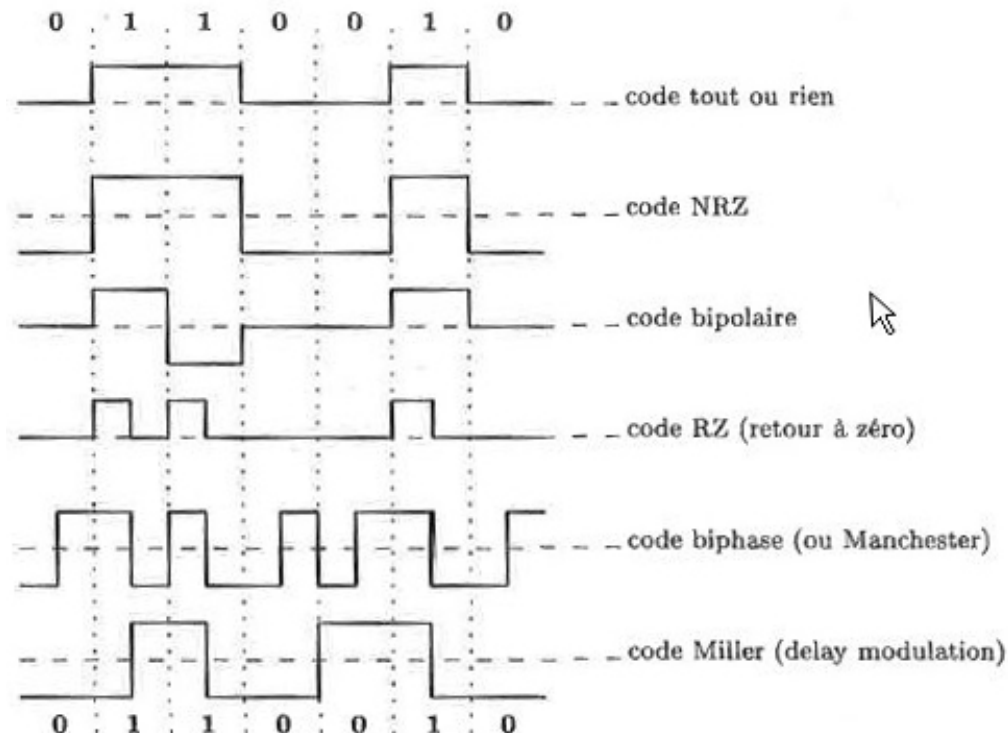 0 1 1 0 0 1 0
code tout ou rien
code NRZ
code bipolaire
code RZ (retour à zéro)
code biphase (ou Manchester)
code Miller (delay modulation)
0 1 1 0 0 1 0